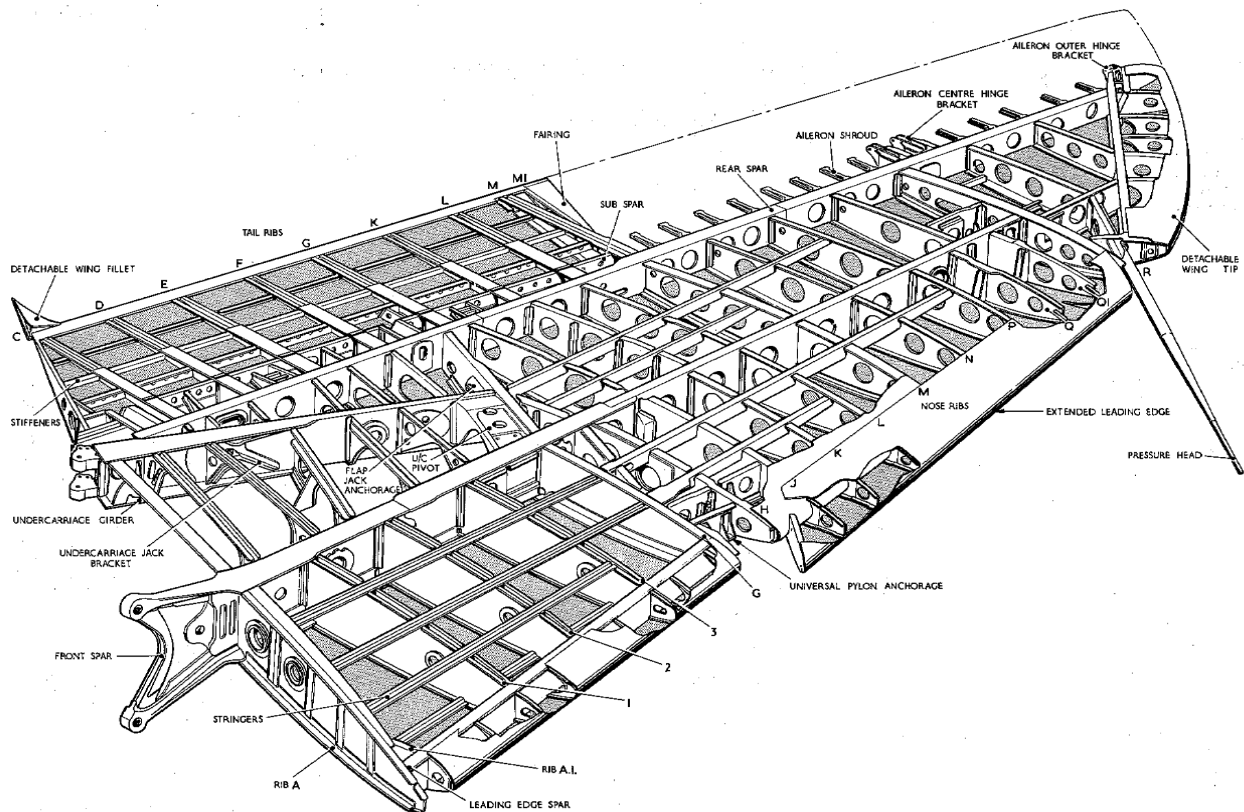 AILERON OUTER HINGE
BRACKET
AILERON CENTRE HINGE
BRACKET
AILERON SHROUD
FAIRING
REAR SPAR
M MI
L
SUB SPAR
K
TAIL RIBS
G
F
DETACHABLE WING FILLET
E
D
C
DETACHABLE
WING TIP
R
Q
P
N
M
NOSE RIBS
EXTENDED LEADING EDGE
L
STIFFENERS
K
PRESSURE HEAD
FLAP
JACK
ANCHORAGE
U/C
PIVOT
J
H
UNDERCARRIAGE GIRDER
UNDERCARRIAGE JACK
BRACKET
UNIVERSAL PYLON ANCHORAGE
G
3
FRONT SPAR
2
STRINGERS
1
RIB A.I.
RIB A
LEADING EDGE SPAR